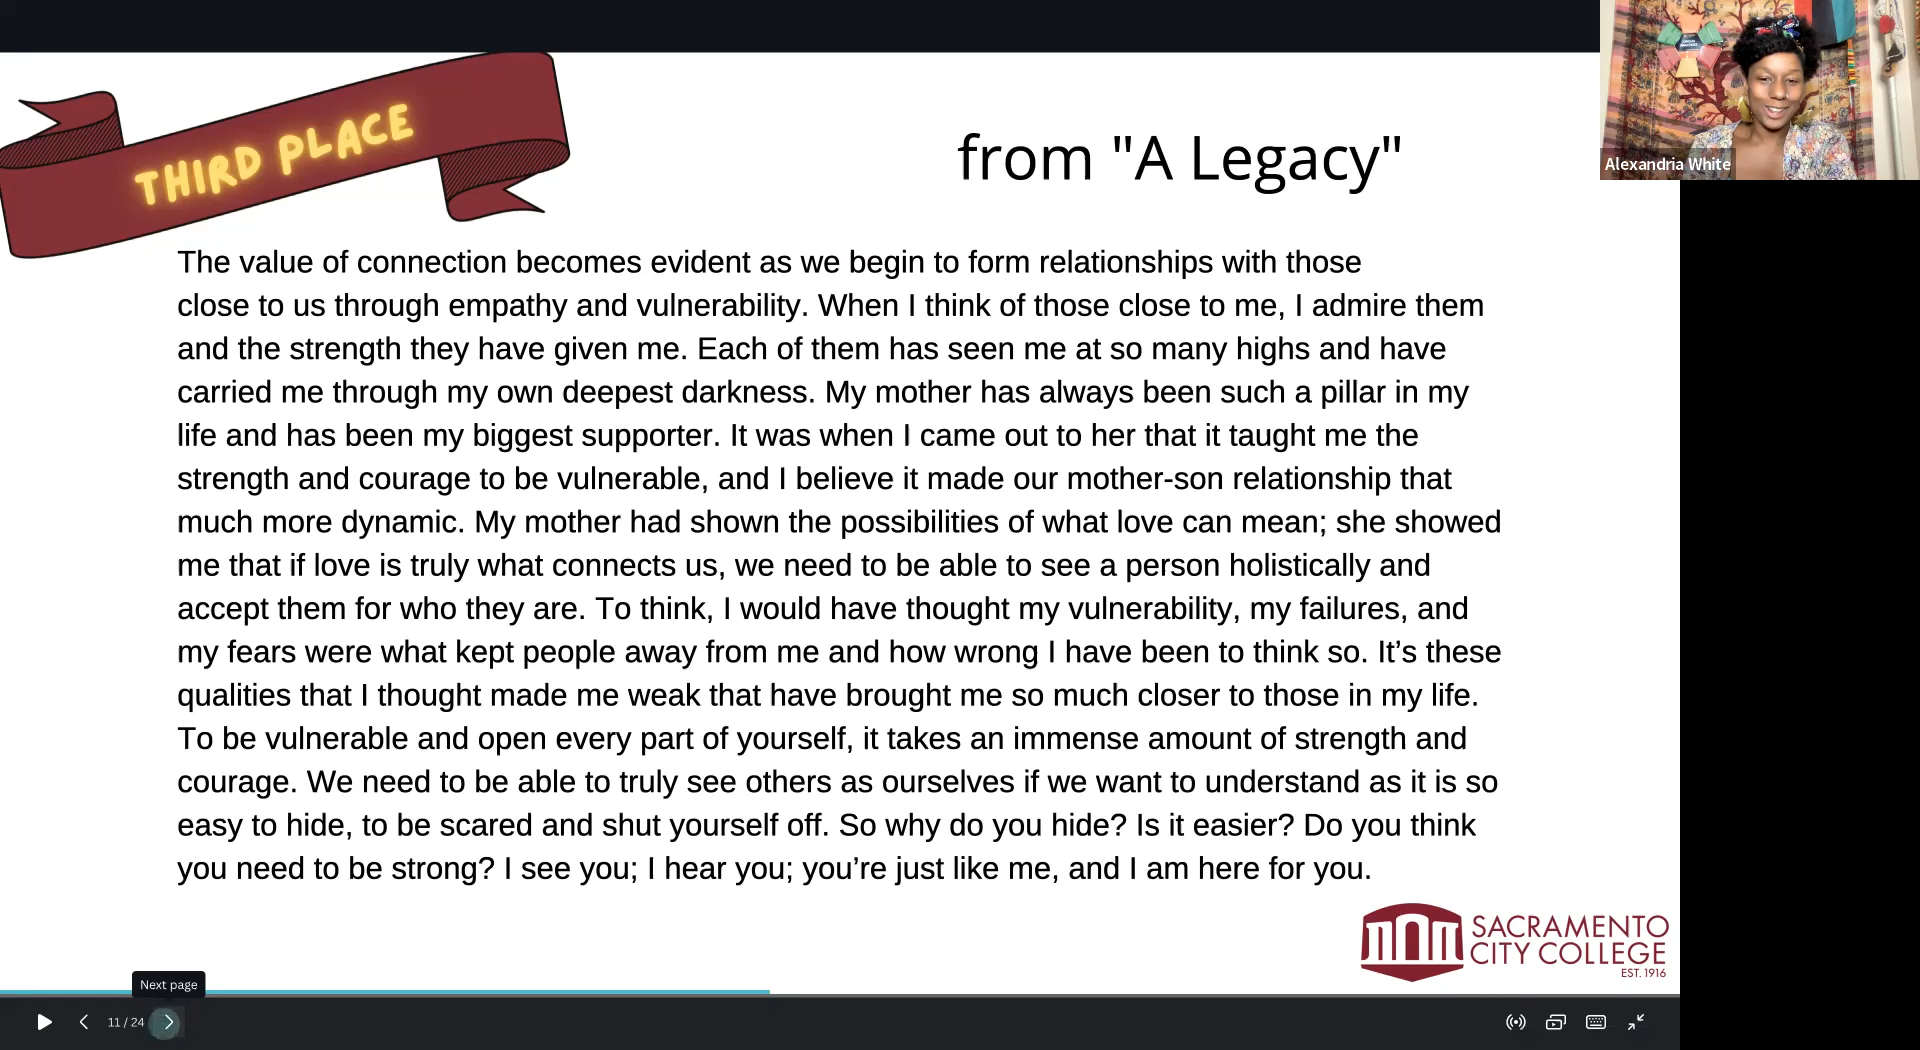 THIRD PLACE
from "A Legacy"
Alexandria White
The value of connection becomes evident as we begin to form relationships with those
close to us through empathy and vulnerability. When I think of those close to me, I admire them
and the strength they have given me. Each of them has seen me at so many highs and have
carried me through my own deepest darkness. My mother has always been such a pillar in my
life and has been my biggest supporter. It was when I came out to her that it taught me the
strength and courage to be vulnerable, and I believe it made our mother-son relationship that
much more dynamic. My mother had shown the possibilities of what love can mean; she showed
me that if love is truly what connects us, we need to be able to see a person holistically and
accept them for who they are. To think, I would have thought my vulnerability, my failures, and
my fears were what kept people away from me and how wrong I have been to think so. It’s these
qualities that I thought made me weak that have brought me so much closer to those in my life.
To be vulnerable and open every part of yourself, it takes an immense amount of strength and
courage. We need to be able to truly see others as ourselves if we want to understand as it is so
easy to hide, to be scared and shut yourself off. So why do you hide? Is it easier? Do you think
you need to be strong? I see you; I hear you; you’re just like me, and I am here for you.
SACRAMENTO
CITY COLLEGE
EST. 1916
Next page
11 / 24